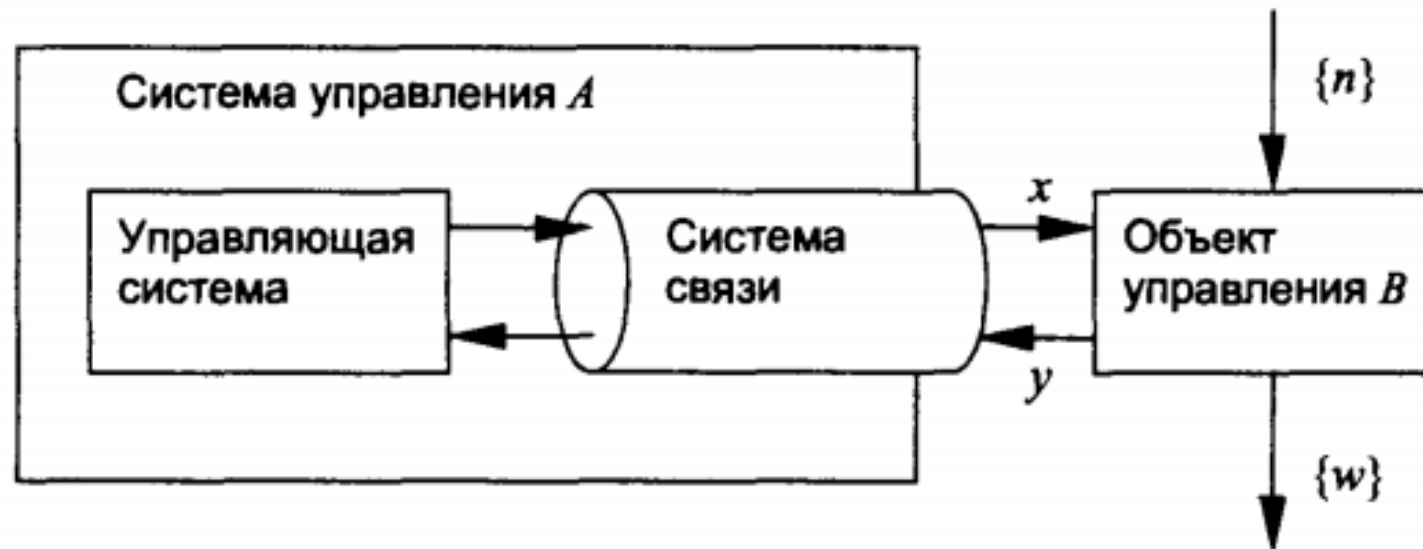 {n}
Система управления A
x
Управляющая
система
Система
связи
Объект
управления B
y
{w}